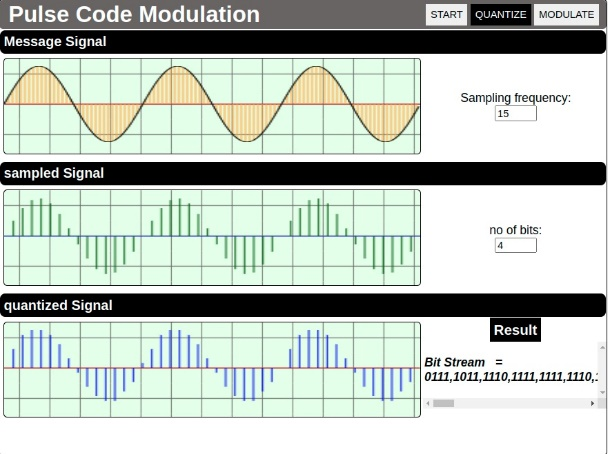 Pulse Code Modulation
START QUANTIZE MODULATE
Message Signal
Sampling frequency:
15
sampled Signal
no of bits:
4
quantized Signal
Result
Bit Stream =
0111,1011,1110,1111,1111,1110,